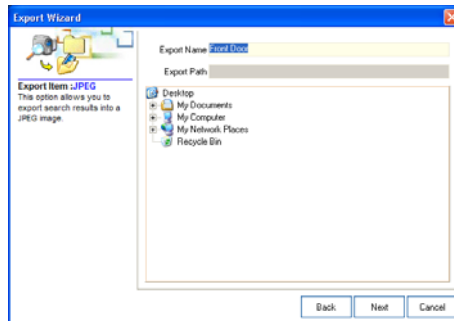 Export Wizard
Export Name Front Door
Export Path
Export Item :JPEG
This option allows you to
export search results into a
JPEG image.
Desktop
My Documents
My Computer
My Network Places
Recycle Bin
Back Next Cancel